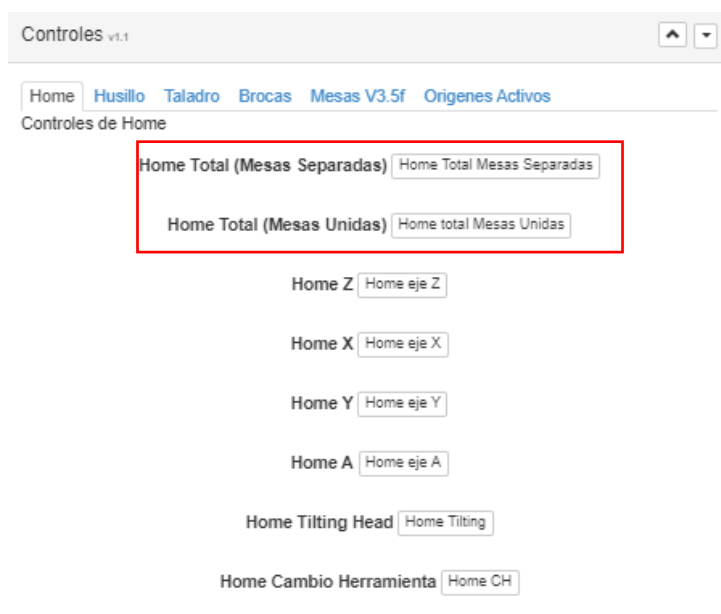 Controles v1.1
Home Husillo Taladro Brocas Mesas V3.5f Origenes Activos
Controles de Home
Home Total (Mesas Separadas) Home Total Mesas Separadas
Home Total (Mesas Unidas) Home total Mesas Unidas
Home Z Home eje Z
Home X Home eje X
Home Y Home eje Y
Home A Home eje A
Home Tilting Head Home Tilting
Home Cambio Herramienta Home CH